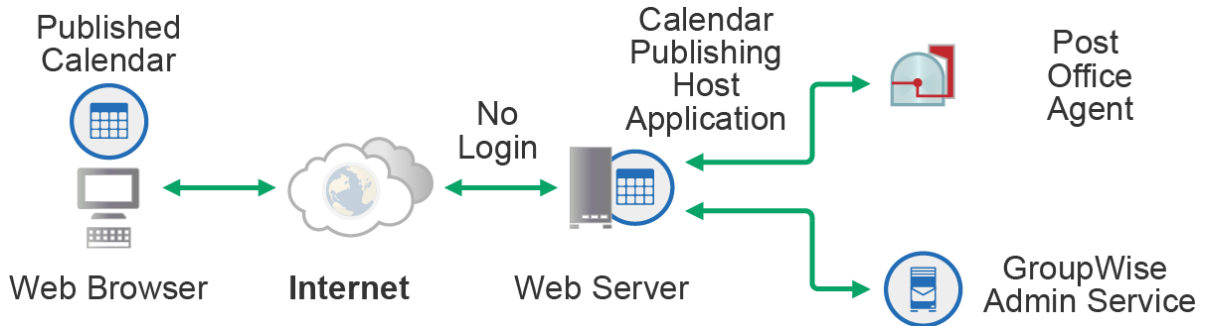 Published
Calendar
Calendar
Publishing
Host
Application
No
Login
Post
Office
Agent
Web Browser
Internet
Web Server
GroupWise
Admin Service